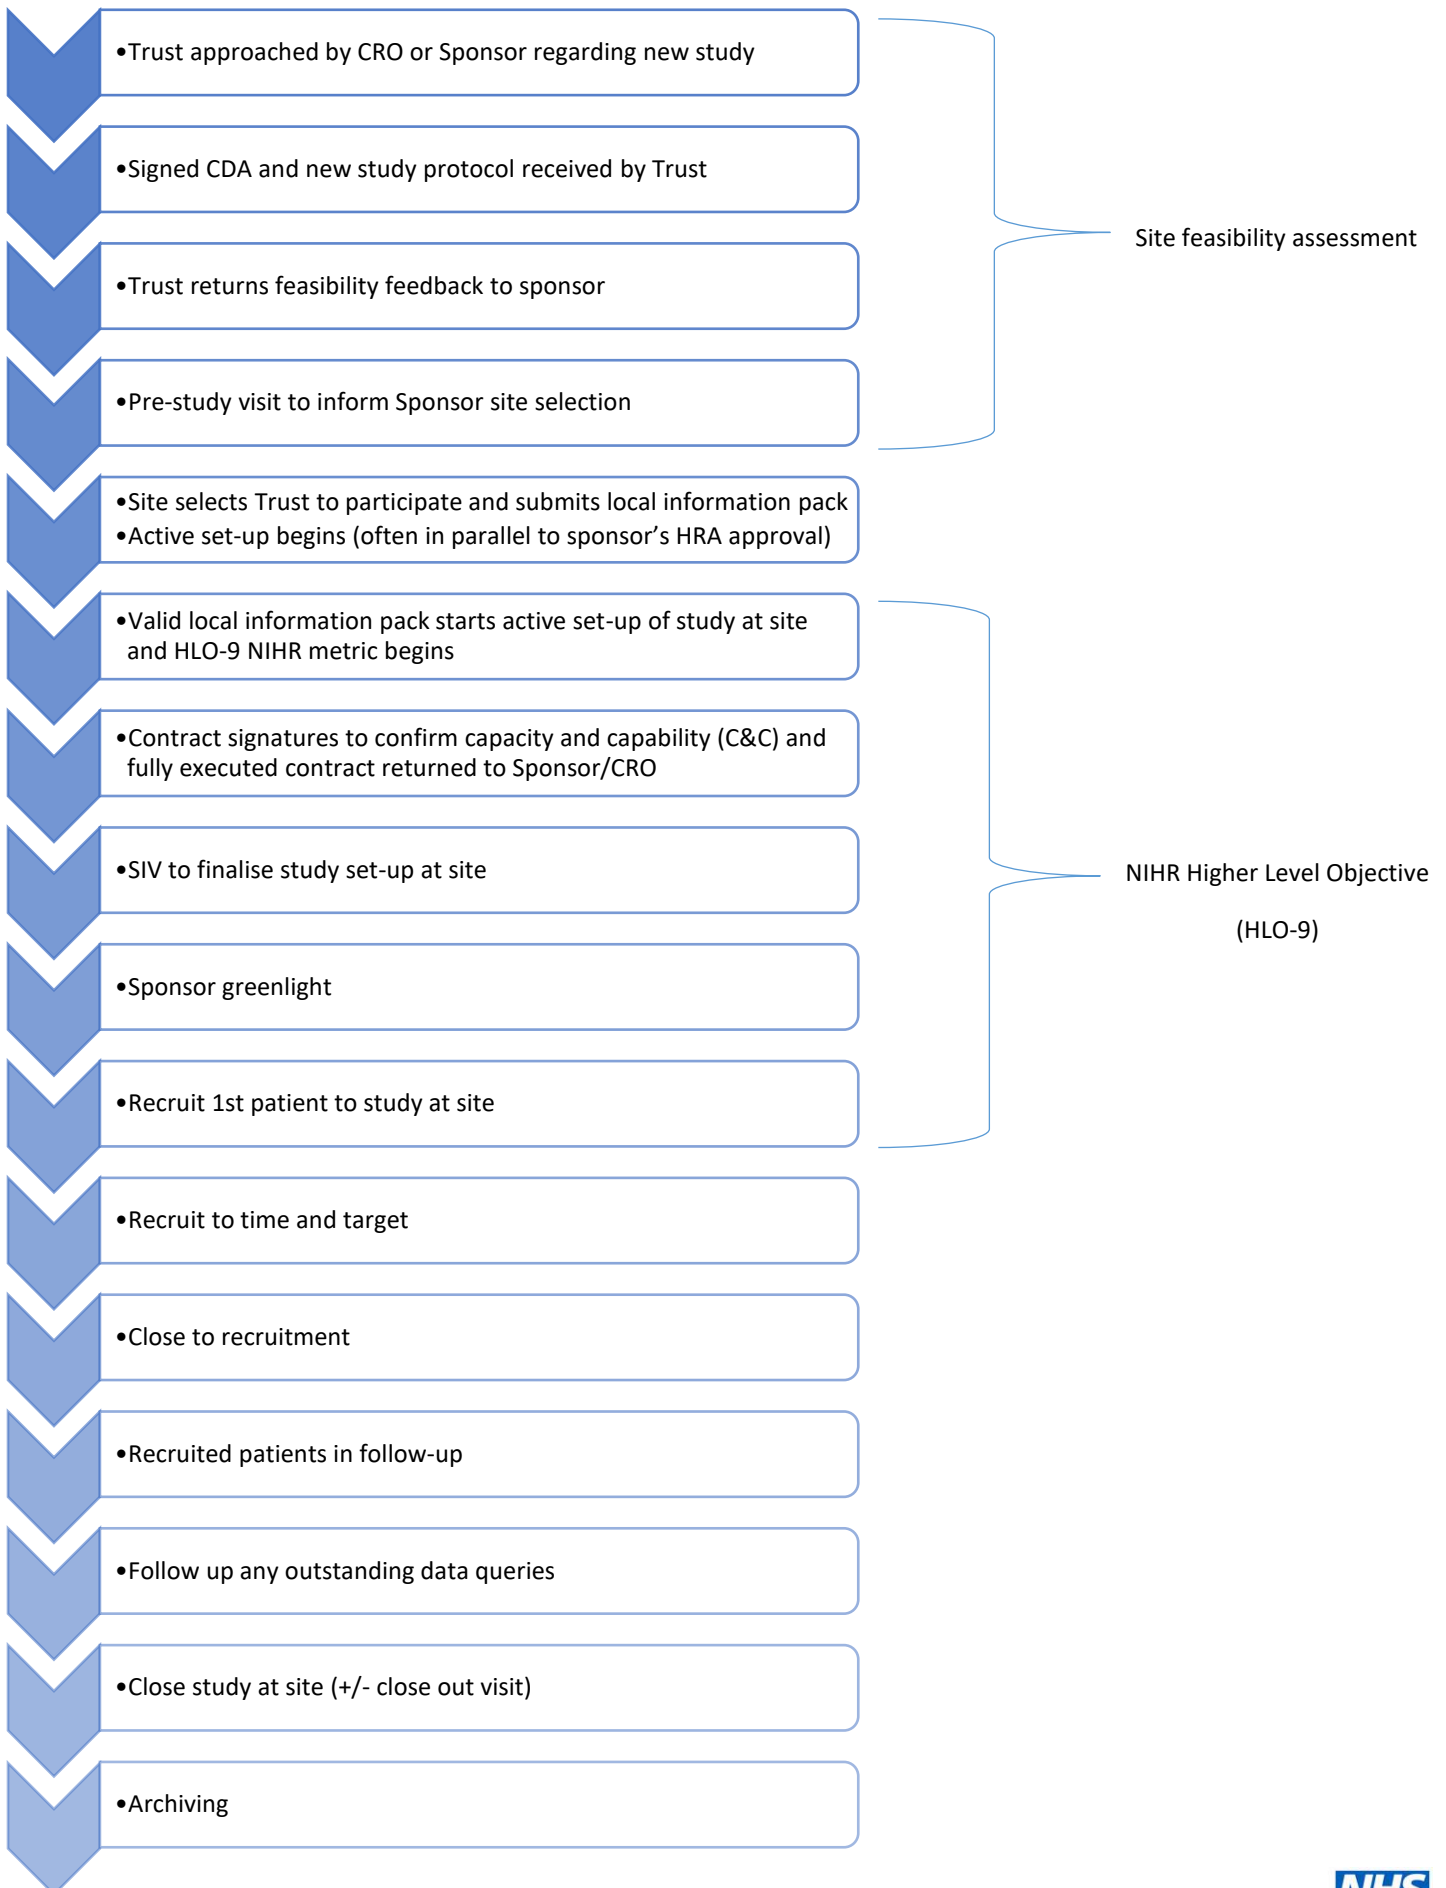 •Trust approached by CRO or Sponsor regarding new study
•Signed CDA and new study protocol received by Trust
•Trust returns feasibility feedback to sponsor
•Pre-study visit to inform Sponsor site selection
Site feasibility assessment
•Site selects Trust to participate and submits local information pack
•Active set-up begins (often in parallel to sponsor’s HRA approval)
•Valid local information pack starts active set-up of study at site
and HLO-9 NIHR metric begins
•Contract signatures to confirm capacity and capability (C&C) and
fully executed contract returned to Sponsor/CRO
•SIV to finalise study set-up at site
•Sponsor greenlight
•Recruit 1st patient to study at site
NIHR Higher Level Objective
(HLO-9)
•Recruit to time and target
•Close to recruitment
•Recruited patients in follow-up
•Follow up any outstanding data queries
•Close study at site (+/- close out visit)
•Archiving
NHS